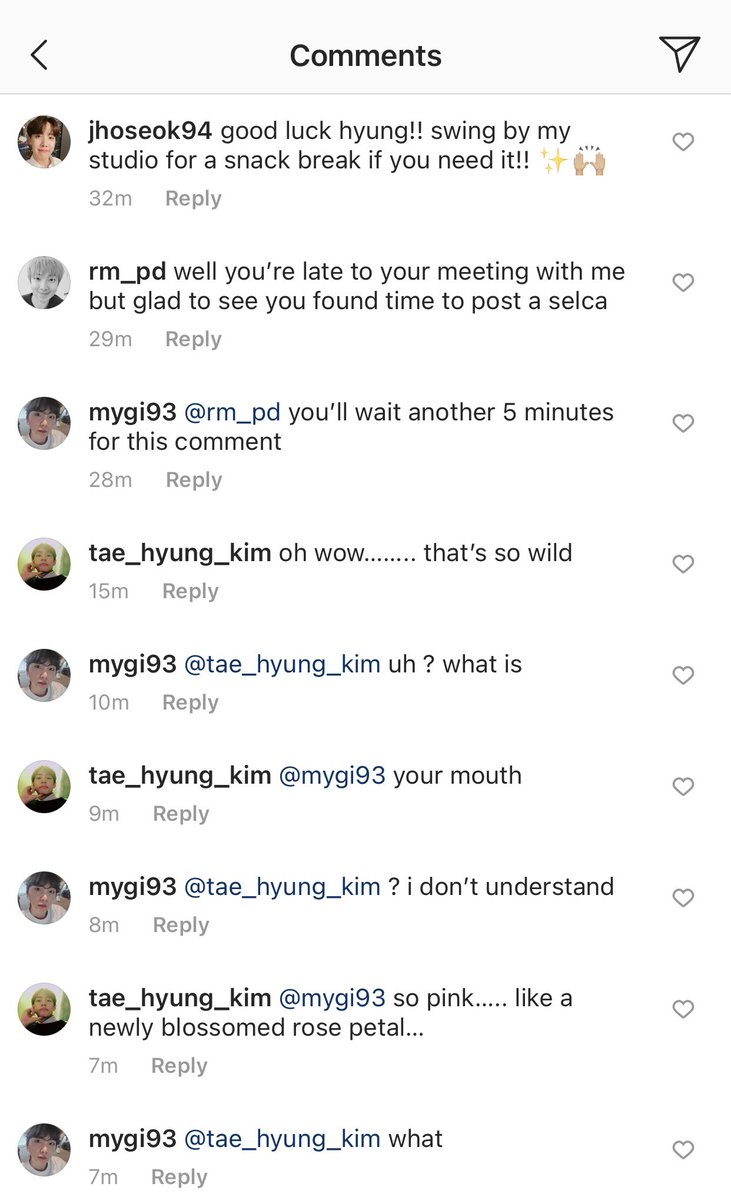 Comments
jhoseok94 good luck hyung!! swing by my
studio for a snack break if you need it!! ✨🙌🏼
32m Reply
rm_pd well you’re late to your meeting with me
but glad to see you found time to post a selca
29m Reply
mygi93 @rm_pd you’ll wait another 5 minutes
for this comment
28m Reply
tae_hyung_kim oh wow…….. that’s so wild
15m Reply
mygi93 @tae_hyung_kim uh ? what is
10m Reply
tae_hyung_kim @mygi93 your mouth
9m Reply
mygi93 @tae_hyung_kim ? i don’t understand
8m Reply
tae_hyung_kim @mygi93 so pink….. like a
newly blossomed rose petal…
7m Reply
mygi93 @tae_hyung_kim what
7m Reply